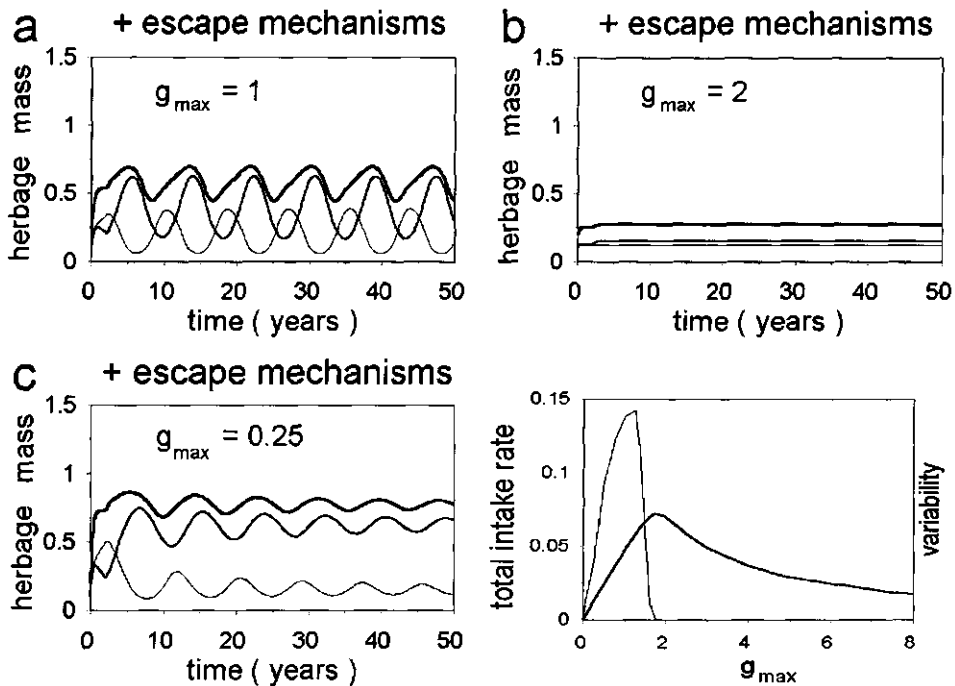 a + escape mechanisms
1.5
1
0.5
0
herbage mass
g max = 1
0 10 20 30 40 50
time ( years )
b + escape mechanisms
1.5
1
0.5
0
herbage mass
g max = 2
0 10 20 30 40 50
time ( years )
c + escape mechanisms
1.5
1
0.5
0
herbage mass
g max = 0.25
0 10 20 30 40 50
time ( years )
0.15
0.1
0.05
0
total intake rate
variability
0 2 4 6 8
g max